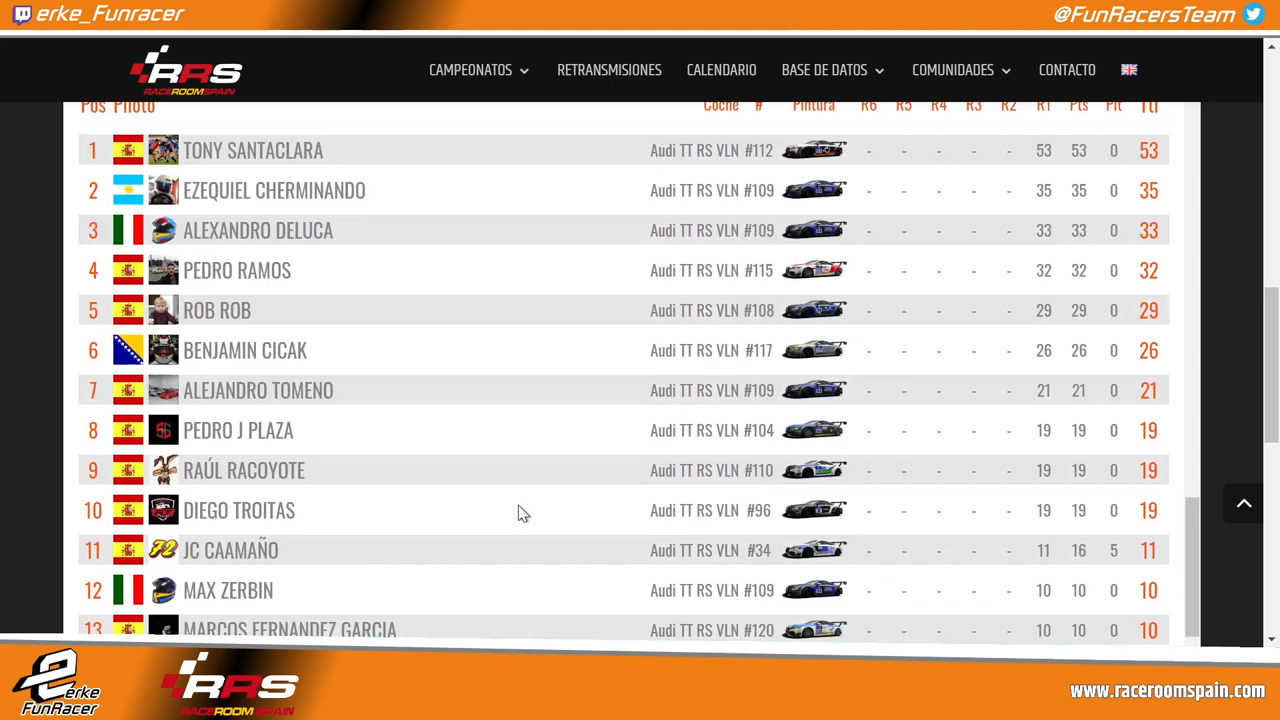 erke_Funracer @FunRacersTeam
RRS RACEROOMSPAIN CAMPEONATOS RETRANSMISIONES CALENDARIO BASE DE DATOS COMUNIDADES CONTACTO
Pos Piloto Coche # Pintura R6 R5 R4 R3 R2 R1 Pts Plt Ttl
1 TONY SANTACLARA Audi TT RS VLN #112 - - - - - 53 53 0 53
2 EZEQUIEL CHERMINANDO Audi TT RS VLN #109 - - - - - 35 35 0 35
3 ALEXANDRO DELUCA Audi TT RS VLN #109 - - - - - 33 33 0 33
4 PEDRO RAMOS Audi TT RS VLN #115 - - - - - 32 32 0 32
5 ROB ROB Audi TT RS VLN #108 - - - - - 29 29 0 29
6 BENJAMIN CICAK Audi TT RS VLN #117 - - - - - 26 26 0 26
7 ALEJANDRO TOMENO Audi TT RS VLN #109 - - - - - 21 21 0 21
8 PEDRO J PLAZA Audi TT RS VLN #104 - - - - - 19 19 0 19
9 RAÚL RACOYOTE Audi TT RS VLN #110 - - - - - 19 19 0 19
10 DIEGO TROITAS Audi TT RS VLN #96 - - - - - 19 19 0 19
11 72 JC CAAMAÑO Audi TT RS VLN #34 - - - - - 11 16 5 11
12 MAX ZERBIN Audi TT RS VLN #109 - - - - - 10 10 0 10
13 MARCOS FERNANDEZ GARCIA Audi TT RS VLN #120 - - - - - 10 10 0 10
erke FunRacer RRS RACEROOM SPAIN www.raceroomspain.com